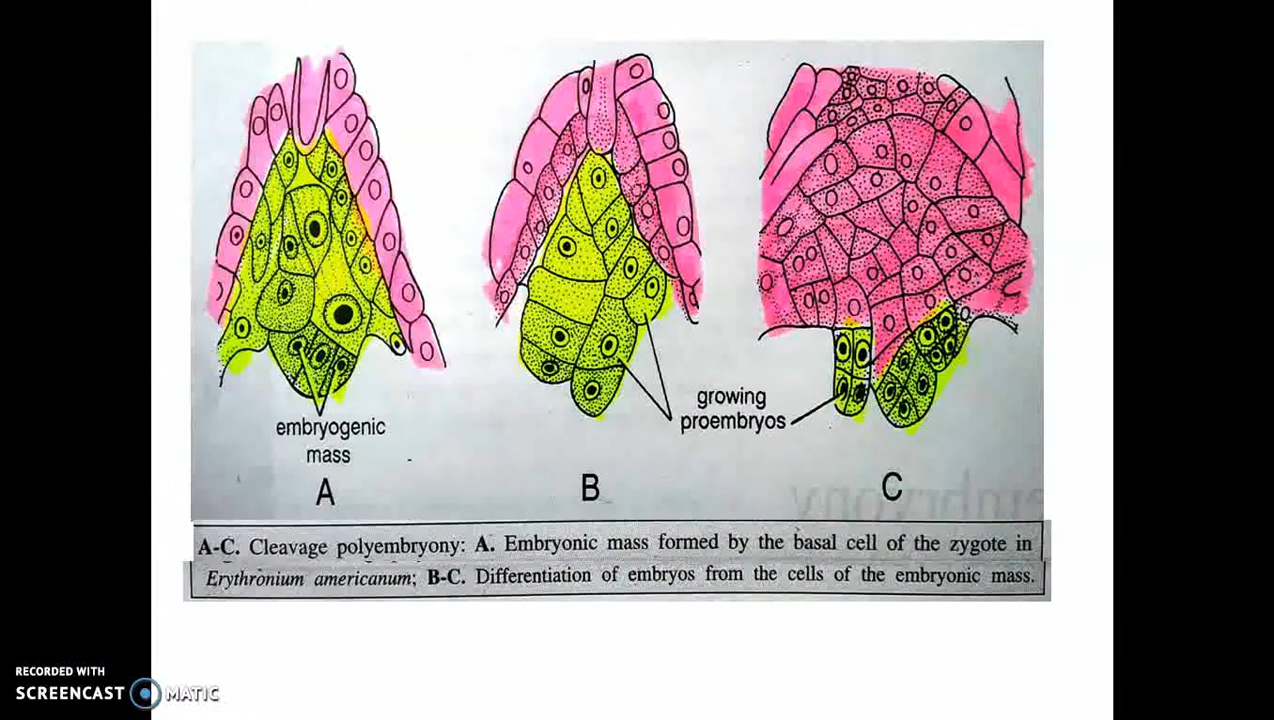 embryogenic
mass
growing
proembryos
A
B
C
A-C. Cleavage polyembryony: A. Embryonic mass formed by the basal cell of the zygote in
Erythronium americanum; B-C. Differentiation of embryos from the cells of the embryonic mass.
RECORDED WITH
SCREENCAST MATIC